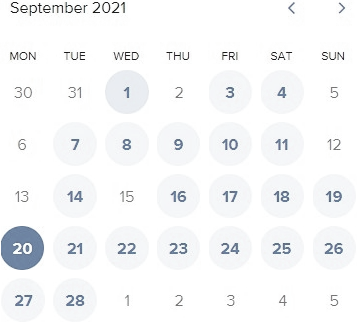 September 2021
MON TUE WED THU FRI SAT SUN
30 31 1 2 3 4 5
6 7 8 9 10 11 12
13 14 15 16 17 18 19
20 21 22 23 24 25 26
27 28 1 2 3 4 5